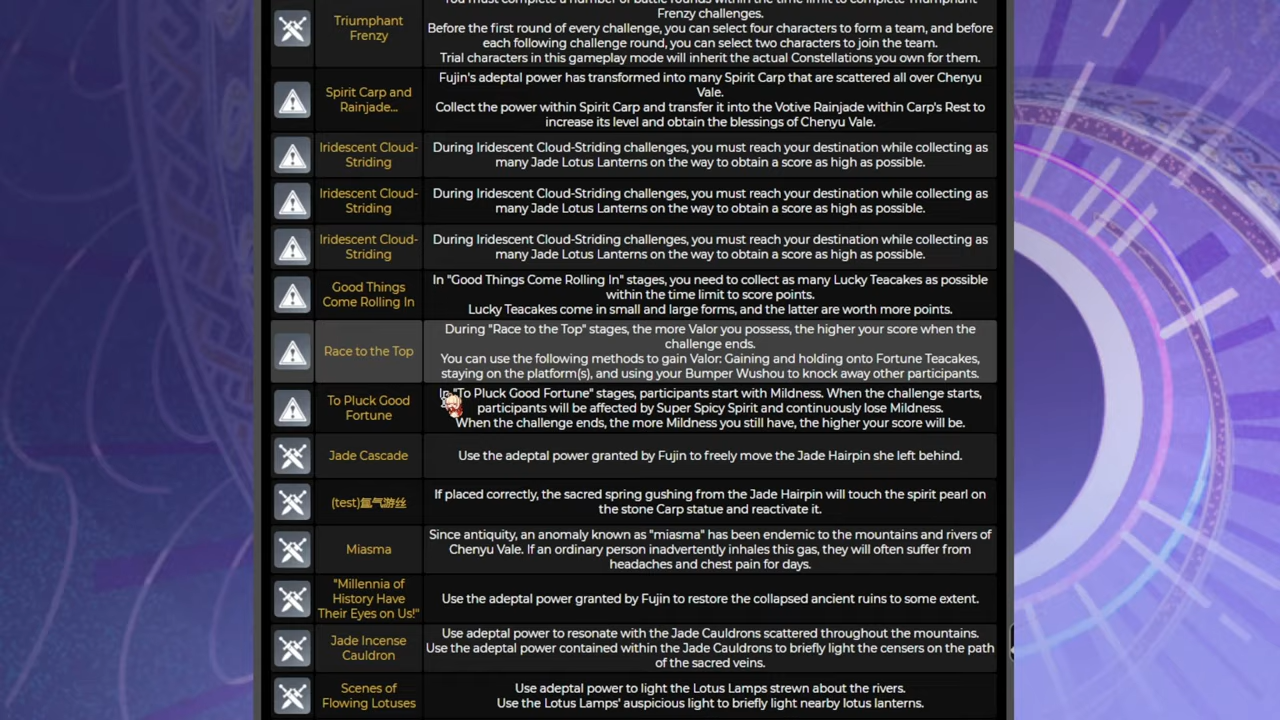 You must complete a number of battle rounds within the time limit to complete Triumphant
Frenzy challenges.
Triumphant
Frenzy
Before the first round of every challenge, you can select four characters to form a team, and before
each following challenge round, you can select two characters to join the team.
Trial characters in this gameplay mode will inherit the actual Constellations you own for them.
Spirit Carp and
Rainjade...
Fujin's adeptal power has transformed into many Spirit Carp that are scattered all over Chenyu
Vale.
Collect the power within Spirit Carp and transfer it into the Votive Rainjade within Carp's Rest to
increase its level and obtain the blessings of Chenyu Vale.
Iridescent Cloud-
Striding
During Iridescent Cloud-Striding challenges, you must reach your destination while collecting as
many Jade Lotus Lanterns on the way to obtain a score as high as possible.
Iridescent Cloud-
Striding
During Iridescent Cloud-Striding challenges, you must reach your destination while collecting as
many Jade Lotus Lanterns on the way to obtain a score as high as possible.
Iridescent Cloud-
Striding
During Iridescent Cloud-Striding challenges, you must reach your destination while collecting as
many Jade Lotus Lanterns on the way to obtain a score as high as possible.
Good Things
Come Rolling In
In "Good Things Come Rolling In" stages, you need to collect as many Lucky Teacakes as possible
within the time limit to score points.
Lucky Teacakes come in small and large forms, and the latter are worth more points.
Race to the Top
During "Race to the Top" stages, the more Valor you possess, the higher your score when the
challenge ends.
You can use the following methods to gain Valor: Gaining and holding onto Fortune Teacakes,
staying on the platform(s), and using your Bumper Wushou to knock away other participants.
To Pluck Good
Fortune
In "To Pluck Good Fortune" stages, participants start with Mildness. When the challenge starts,
participants will be affected by Super Spicy Spirit and continuously lose Mildness.
When the challenge ends, the more Mildness you still have, the higher your score will be.
Jade Cascade
Use the adeptal power granted by Fujin to freely move the Jade Hairpin she left behind.
(test)氲气游丝
If placed correctly, the sacred spring gushing from the Jade Hairpin will touch the spirit pearl on
the stone Carp statue and reactivate it.
Miasma
Since antiquity, an anomaly known as "miasma" has been endemic to the mountains and rivers of
Chenyu Vale. If an ordinary person inadvertently inhales this gas, they will often suffer from
headaches and chest pain for days.
"Millennia of
History Have
Their Eyes on Us!"
Use the adeptal power granted by Fujin to restore the collapsed ancient ruins to some extent.
Jade Incense
Cauldron
Use adeptal power to resonate with the Jade Cauldrons scattered throughout the mountains.
Use the adeptal power contained within the Jade Cauldrons to briefly light the censers on the path
of the sacred veins.
Scenes of
Flowing Lotuses
Use adeptal power to light the Lotus Lamps strewn about the rivers.
Use the Lotus Lamps' auspicious light to briefly light nearby lotus lanterns.